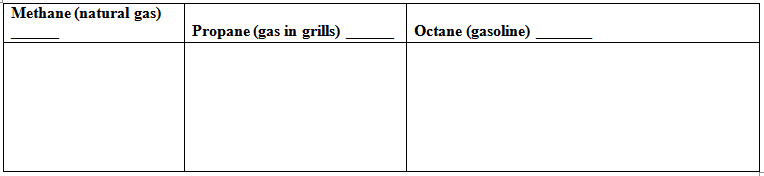 Methane (natural gas)
______
Propane (gas in grills) ______
Octane (gasoline) _______